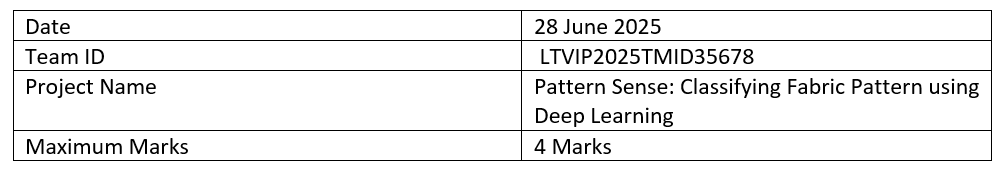 Date 28 June 2025
Team ID LTVIP2025TMID35678
Project Name Pattern Sense: Classifying Fabric Pattern using
Deep Learning
Maximum Marks 4 Marks